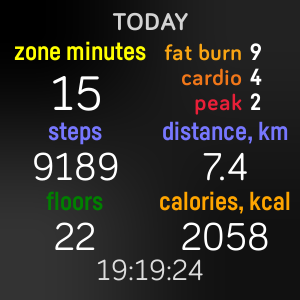 TODAY
zone minutes
15
fat burn 9
cardio 4
peak 2
steps
9189
distance, km
7.4
floors
22
calories, kcal
2058
19:19:24